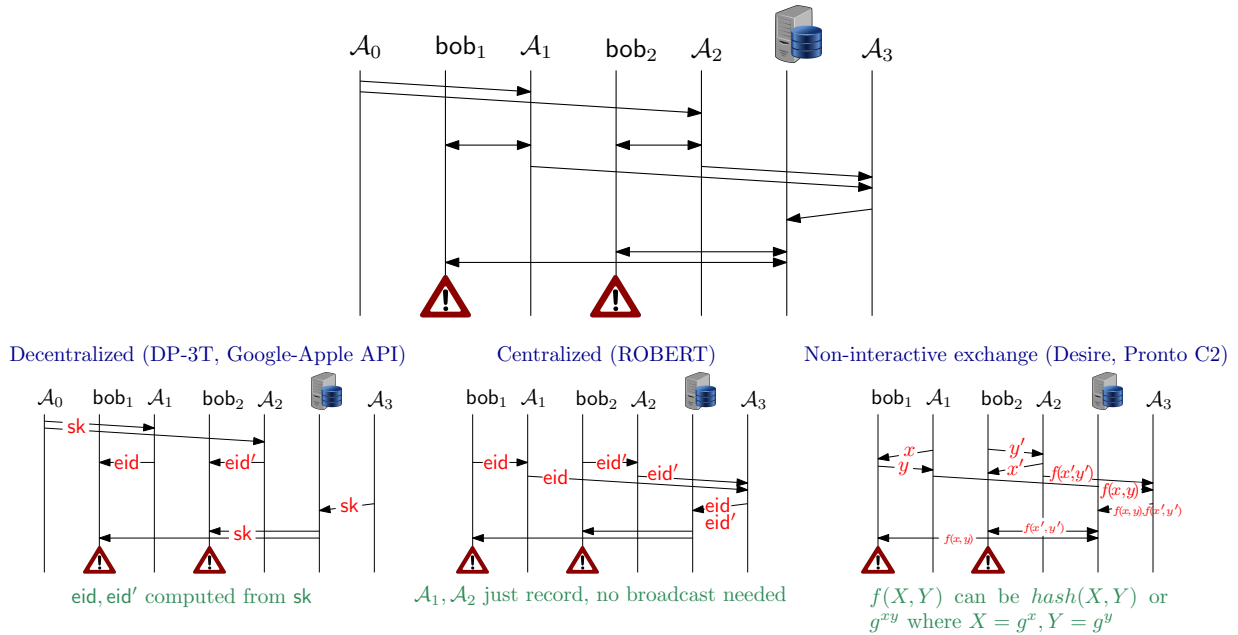 𝒜₀ bob₁ 𝒜₁ bob₂ 𝒜₂ 𝒜₃
Decentralized (DP-3T, Google-Apple API)
𝒜₀ bob₁ 𝒜₁ bob₂ 𝒜₂ 𝒜₃
sk
eid eid′
sk
sk
eid, eid′ computed from sk
Centralized (ROBERT)
bob₁ 𝒜₁ bob₂ 𝒜₂ 𝒜₃
eid eid′
eid eid′
eid
eid′
𝒜₁, 𝒜₂ just record, no broadcast needed
Non-interactive exchange (Desire, Pronto C2)
bob₁ 𝒜₁ bob₂ 𝒜₂ 𝒜₃
x y′
y x′ f(x′,y′)
f(x,y)
f(x,y),f(x′,y′)
f(x′,y′)
f(x,y)
f(X, Y) can be hash(X, Y) or
g^{xy} where X = g^x, Y = g^y